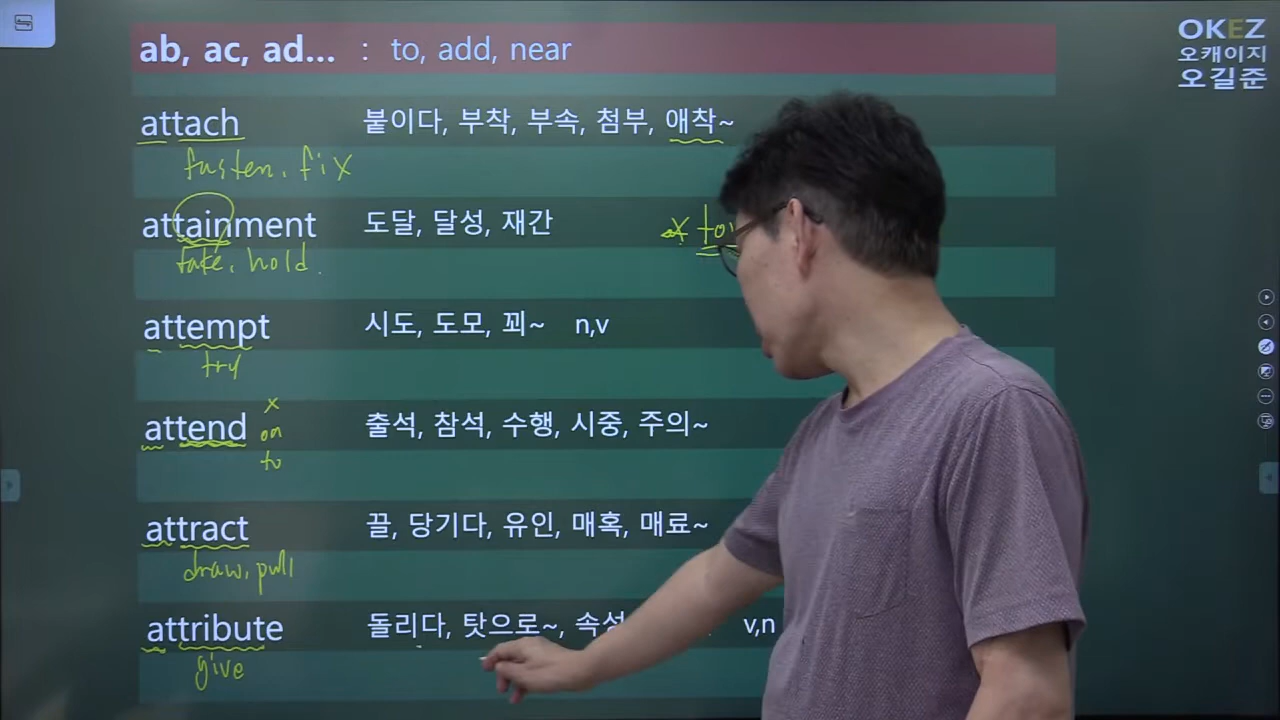 OKEZ
오캐이지
오길준
ab, ac, ad... : to, add, near
attach 붙이다, 부착, 부속, 첨부, 애착~
fasten. fix
attainment 도달, 달성, 재간
take. hold.
attempt 시도, 도모, 꾀~ n,v
try
attend 출석, 참석, 수행, 시중, 주의~
x
on
to
attract 끌, 당기다, 유인, 매혹, 매료~
draw. pull
attribute 돌리다, 탓으로~, 속성 v,n
give